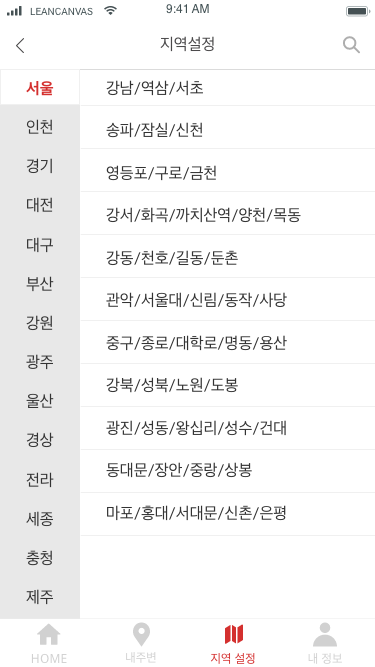 LEANCANVAS 9:41 AM
지역설정
서울
인천
경기
대전
대구
부산
강원
광주
울산
경상
전라
세종
충청
제주
강남/역삼/서초
송파/잠실/신천
영등포/구로/금천
강서/화곡/까치산역/양천/목동
강동/천호/길동/둔촌
관악/서울대/신림/동작/사당
중구/종로/대학로/명동/용산
강북/성북/노원/도봉
광진/성동/왕십리/성수/건대
동대문/장안/중랑/상봉
마포/홍대/서대문/신촌/은평
HOME 내주변 지역 설정 내 정보